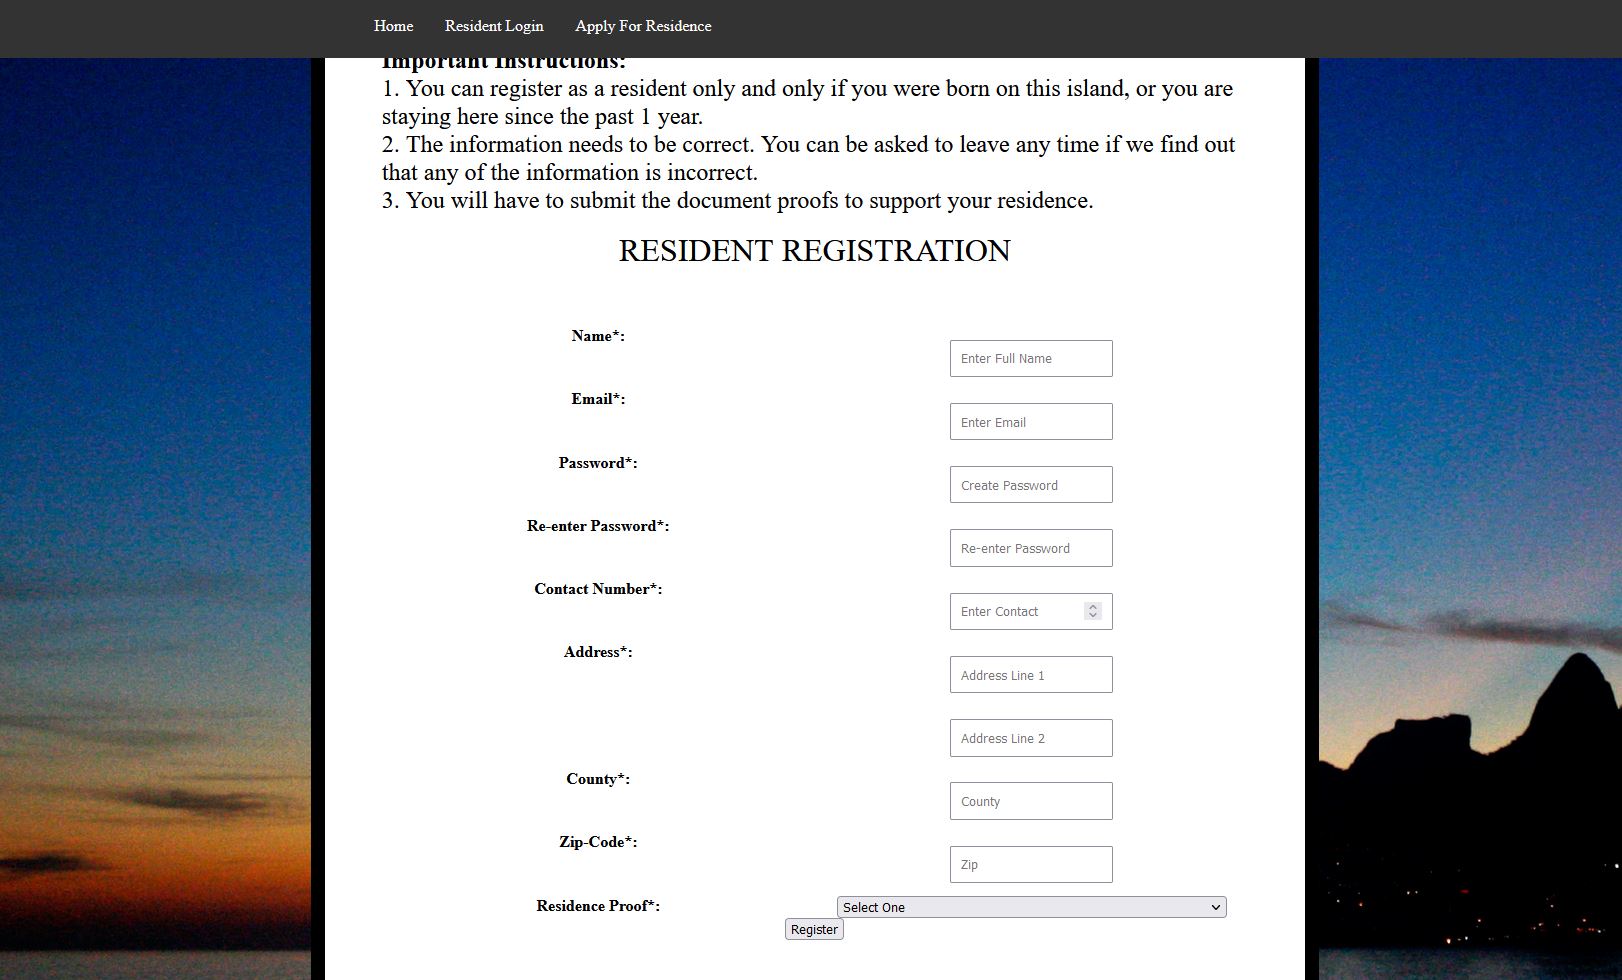 Home Resident Login Apply For Residence
Important Instructions:
1. You can register as a resident only and only if you were born on this island, or you are
staying here since the past 1 year.
2. The information needs to be correct. You can be asked to leave any time if we find out
that any of the information is incorrect.
3. You will have to submit the document proofs to support your residence.
RESIDENT REGISTRATION
Name*:
Enter Full Name
Email*:
Enter Email
Password*:
Create Password
Re-enter Password*:
Re-enter Password
Contact Number*:
Enter Contact
Address*:
Address Line 1
Address Line 2
County*:
County
Zip-Code*:
Zip
Residence Proof*:
Select One
Register